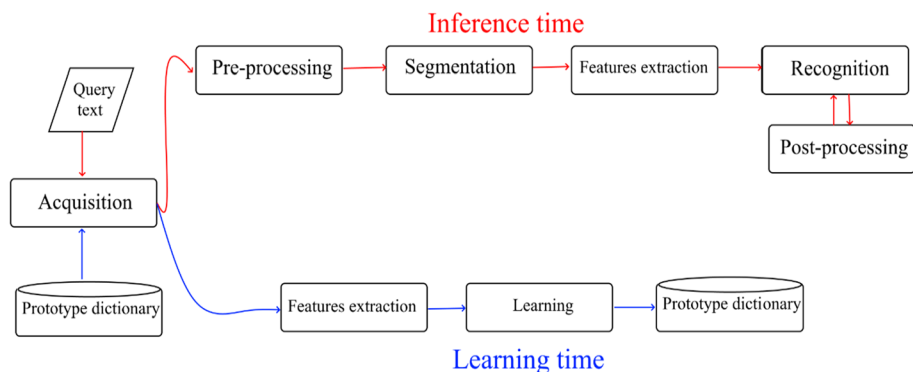 Inference time
Pre-processing
Segmentation
Features extraction
Recognition
Query
text
Post-processing
Acquisition
Prototype dictionary
Features extraction
Learning
Prototype dictionary
Learning time